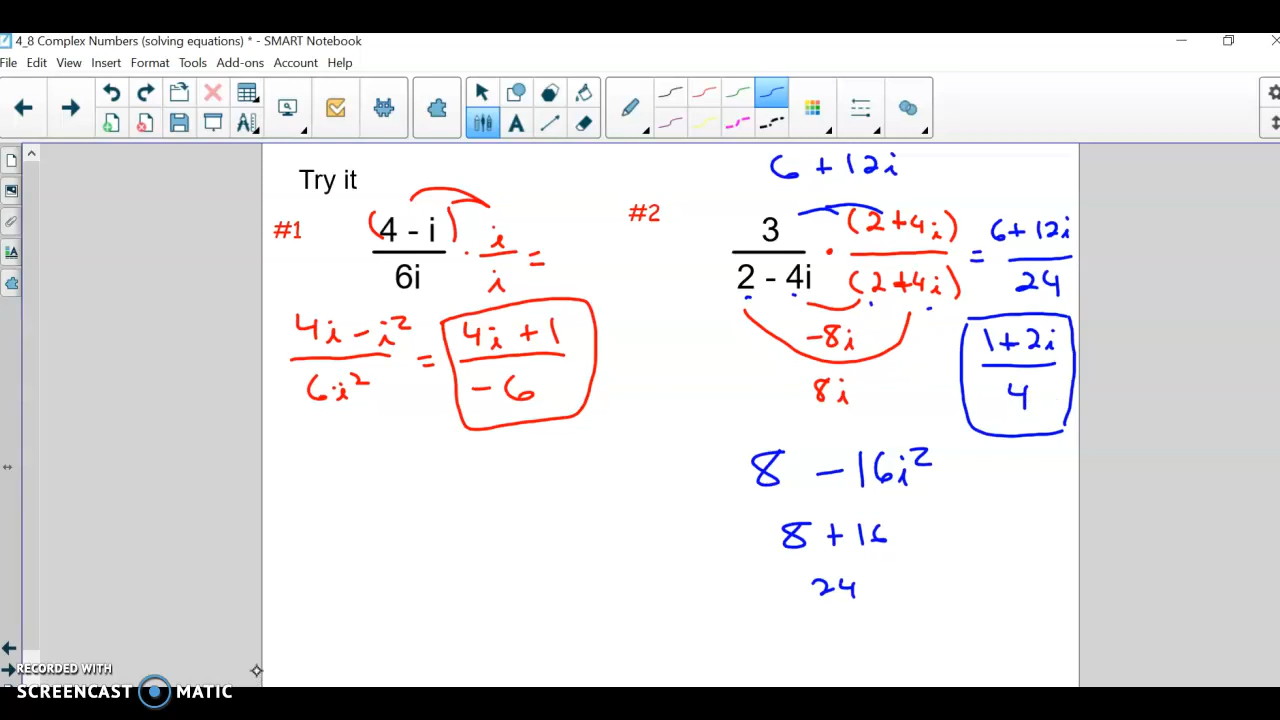 4_8 Complex Numbers (solving equations) * - SMART Notebook
File Edit View Insert Format Tools Add-ons Account Help
Try it
#1
(4 - i) / 6i · i / i =
4i - i² / 6i² = 4i + 1 / - 6
#2
6 + 12i
3 / 2 - 4i · (2 + 4i) / (2 + 4i) = 6 + 12i / 24
-8i
8i
1 + 2i / 4
8 - 16i²
8 + 16
24
RECORDED WITH
SCREENCAST MATIC